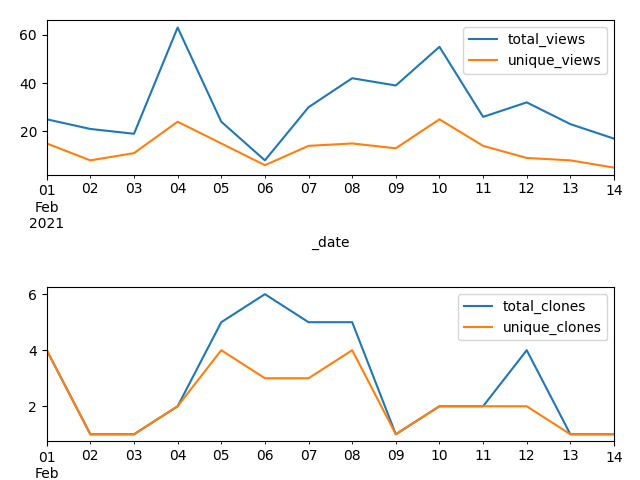 60
40
20
total_views
unique_views
01 02 03 04 05 06 07 08 09 10 11 12 13 14
Feb
2021
_date
6
4
2
total_clones
unique_clones
01 02 03 04 05 06 07 08 09 10 11 12 13 14
Feb